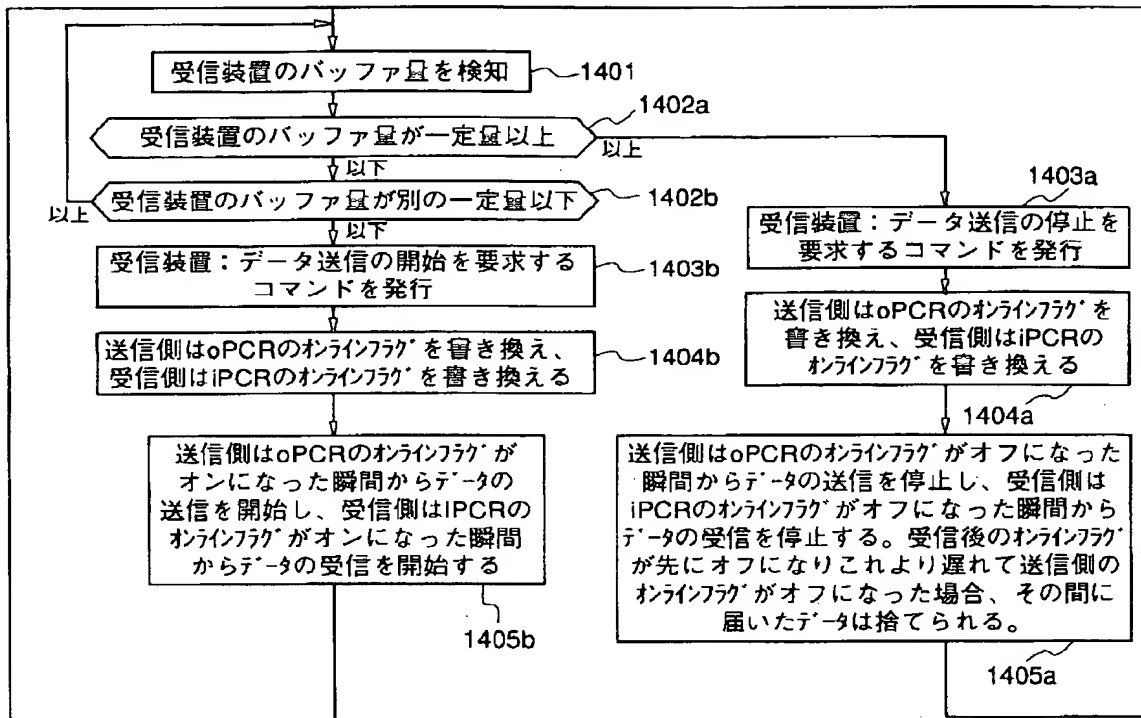 受信装置のバッファ量を検知
1401
1402a
受信装置のバッファ量が一定量以上
以上
以下
受信装置のバッファ量が別の一定量以下
1402b
以上
以下
受信装置：データ送信の開始を要求する
コマンドを発行
1403b
送信側はoPCRのｵﾝﾗｲﾝﾌﾗｸﾞを書き換え、
受信側はiPCRのｵﾝﾗｲﾝﾌﾗｸﾞを書き換える
1404b
送信側はoPCRのｵﾝﾗｲﾝﾌﾗｸﾞが
オンになった瞬間からﾃﾞｰﾀの
送信を開始し、受信側はIPCRの
ｵﾝﾗｲﾝﾌﾗｸﾞがオンになった瞬間
からﾃﾞｰﾀの受信を開始する
1405b
1403a
受信装置：データ送信の停止を
要求するコマンドを発行
送信側はoPCRのｵﾝﾗｲﾝﾌﾗｸﾞを
書き換え、受信側はiPCRの
ｵﾝﾗｲﾝﾌﾗｸﾞを書き換える
1404a
送信側はoPCRのｵﾝﾗｲﾝﾌﾗｸﾞがオフになった
瞬間からﾃﾞｰﾀの送信を停止し、受信側は
iPCRのｵﾝﾗｲﾝﾌﾗｸﾞがオフになった瞬間から
ﾃﾞｰﾀの受信を停止する。受信後のｵﾝﾗｲﾝﾌﾗｸﾞ
が先にオフになりこれより遅れて送信側の
ｵﾝﾗｲﾝﾌﾗｸﾞがオフになった場合、その間に
届いたﾃﾞｰﾀは捨てられる。
1405a